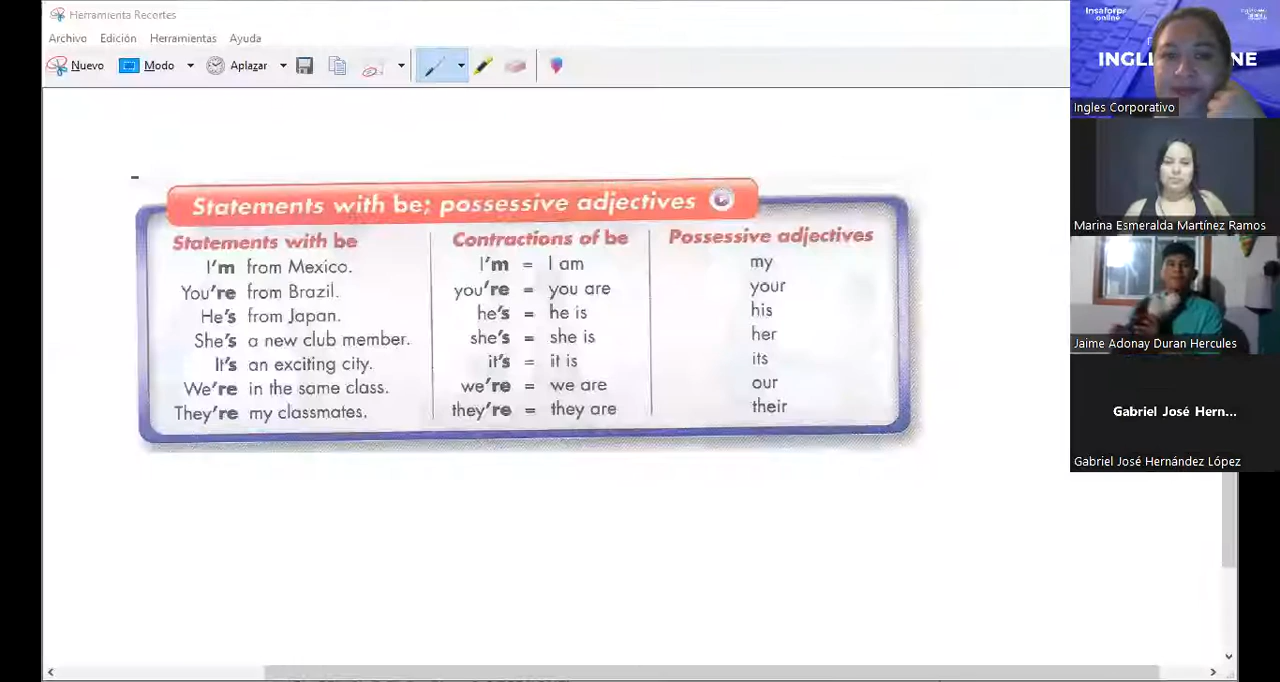 Herramienta Recortes
Archivo Edición Herramientas Ayuda
Nuevo Modo Aplazar
Statements with be; possessive adjectives
Statements with be
I'm from Mexico.
You're from Brazil.
He's from Japan.
She's a new club member.
It's an exciting city.
We're in the same class.
They're my classmates.
Contractions of be
I'm = I am
you're = you are
he's = he is
she's = she is
it's = it is
we're = we are
they're = they are
Possessive adjectives
my
your
his
her
its
our
their
Insaforp
online
Ingles Corporativo
Marina Esmeralda Martínez Ramos
Jaime Adonay Duran Hercules
Gabriel José Hern...
Gabriel José Hernández López